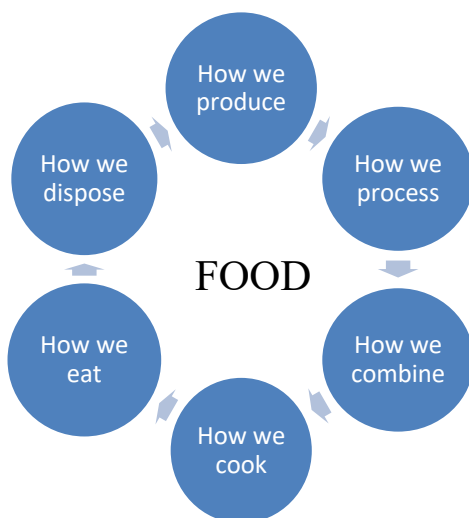 How we
produce
How we
process
How we
combine
How we
cook
How we
eat
How we
dispose
FOOD